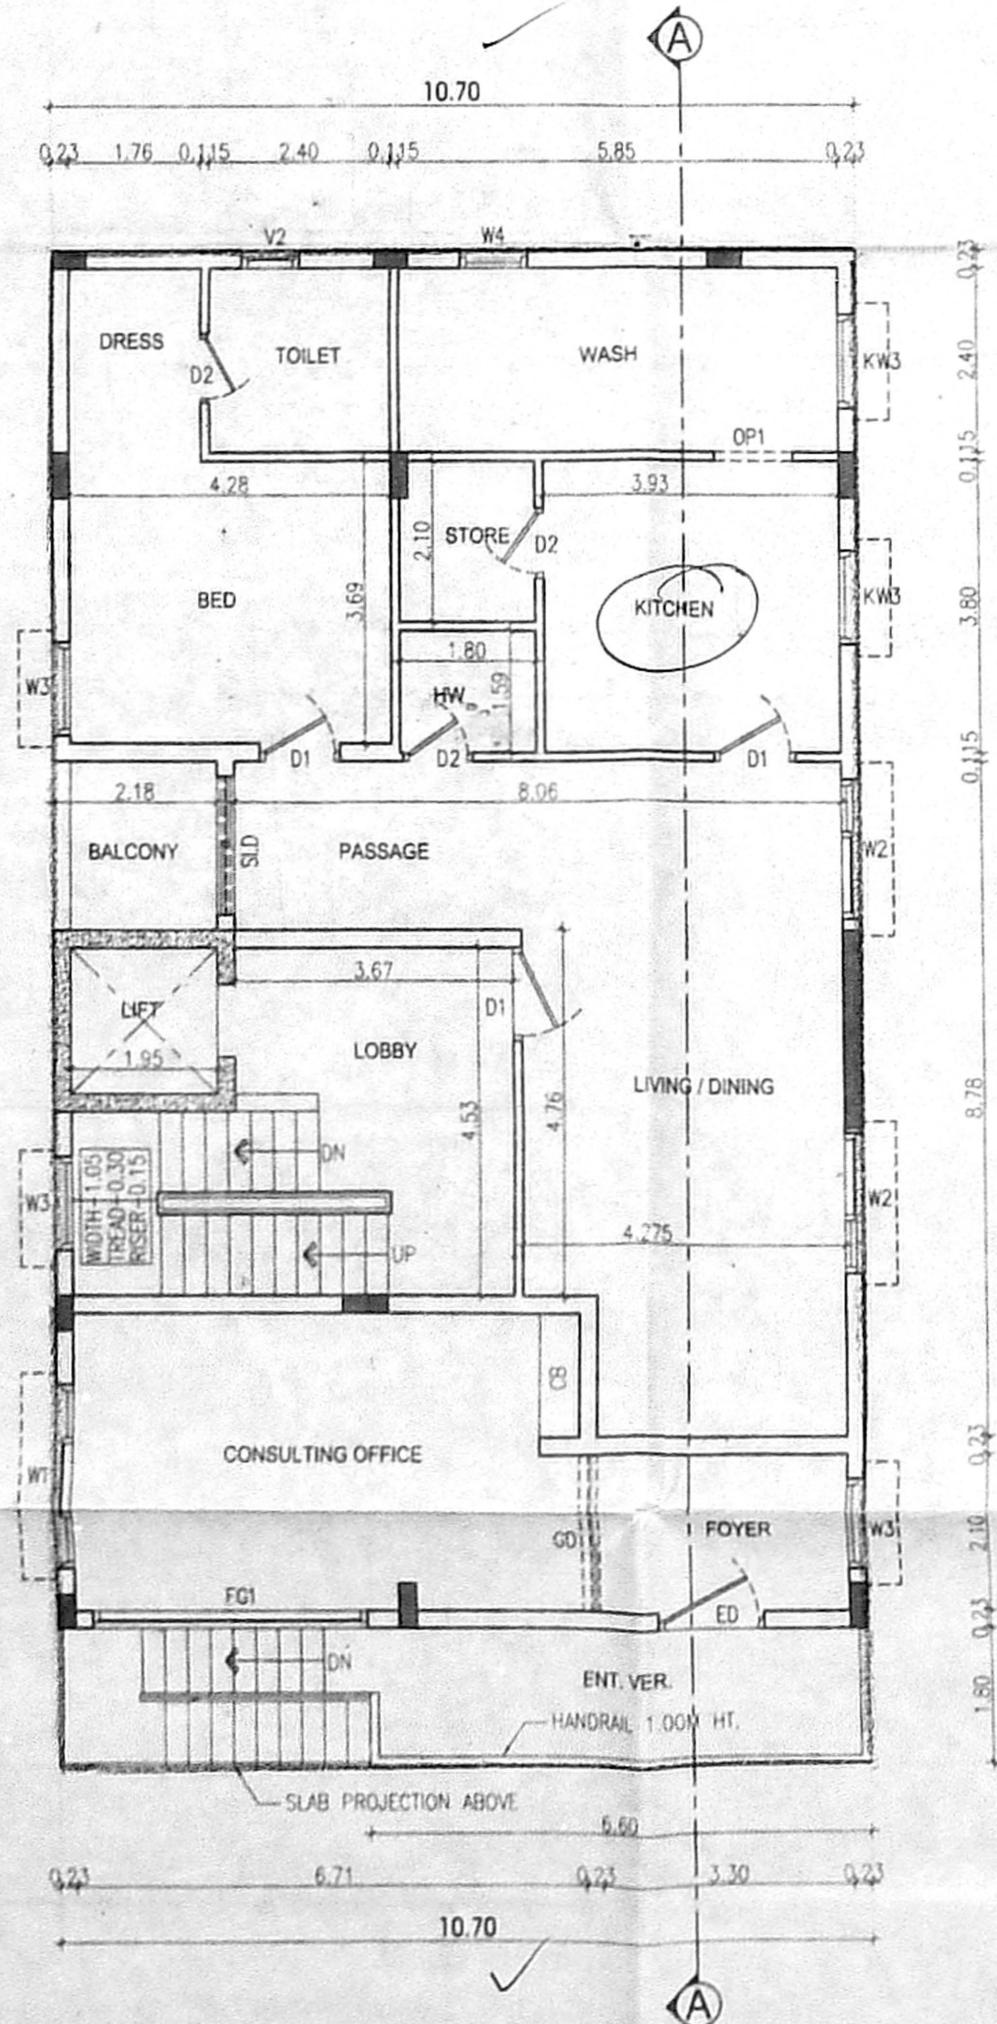 A
10.70
0.23 1.76 0.115 2.40 0.115 5.85 0.23
V2 W4
0.23
DRESS
TOILET
WASH
D2
KW3
2.40
OP1
0.115
4.28
3.93
2.10
STORE
D2
BED
3.69
KITCHEN
KW3
3.80
1.80
W3
HW
1.59
D1
D2
D1
0.115
2.18
8.06
BALCONY
SLD
PASSAGE
W2
3.67
LIFT
D1
LOBBY
1.95
LIVING / DINING
4.53
4.76
8.78
DN
W3
WIDTH-1.05
TREAD-0.30
RISER-0.15
W2
4.275
UP
CB
CONSULTING OFFICE
0.23
W1
GD
FOYER
W3
2.10
FG1
ED
0.23
DN
ENT. VER.
1.80
HANDRAIL 1.00M HT.
SLAB PROJECTION ABOVE
6.60
0.23 6.71 0.23 3.30 0.23
10.70
A